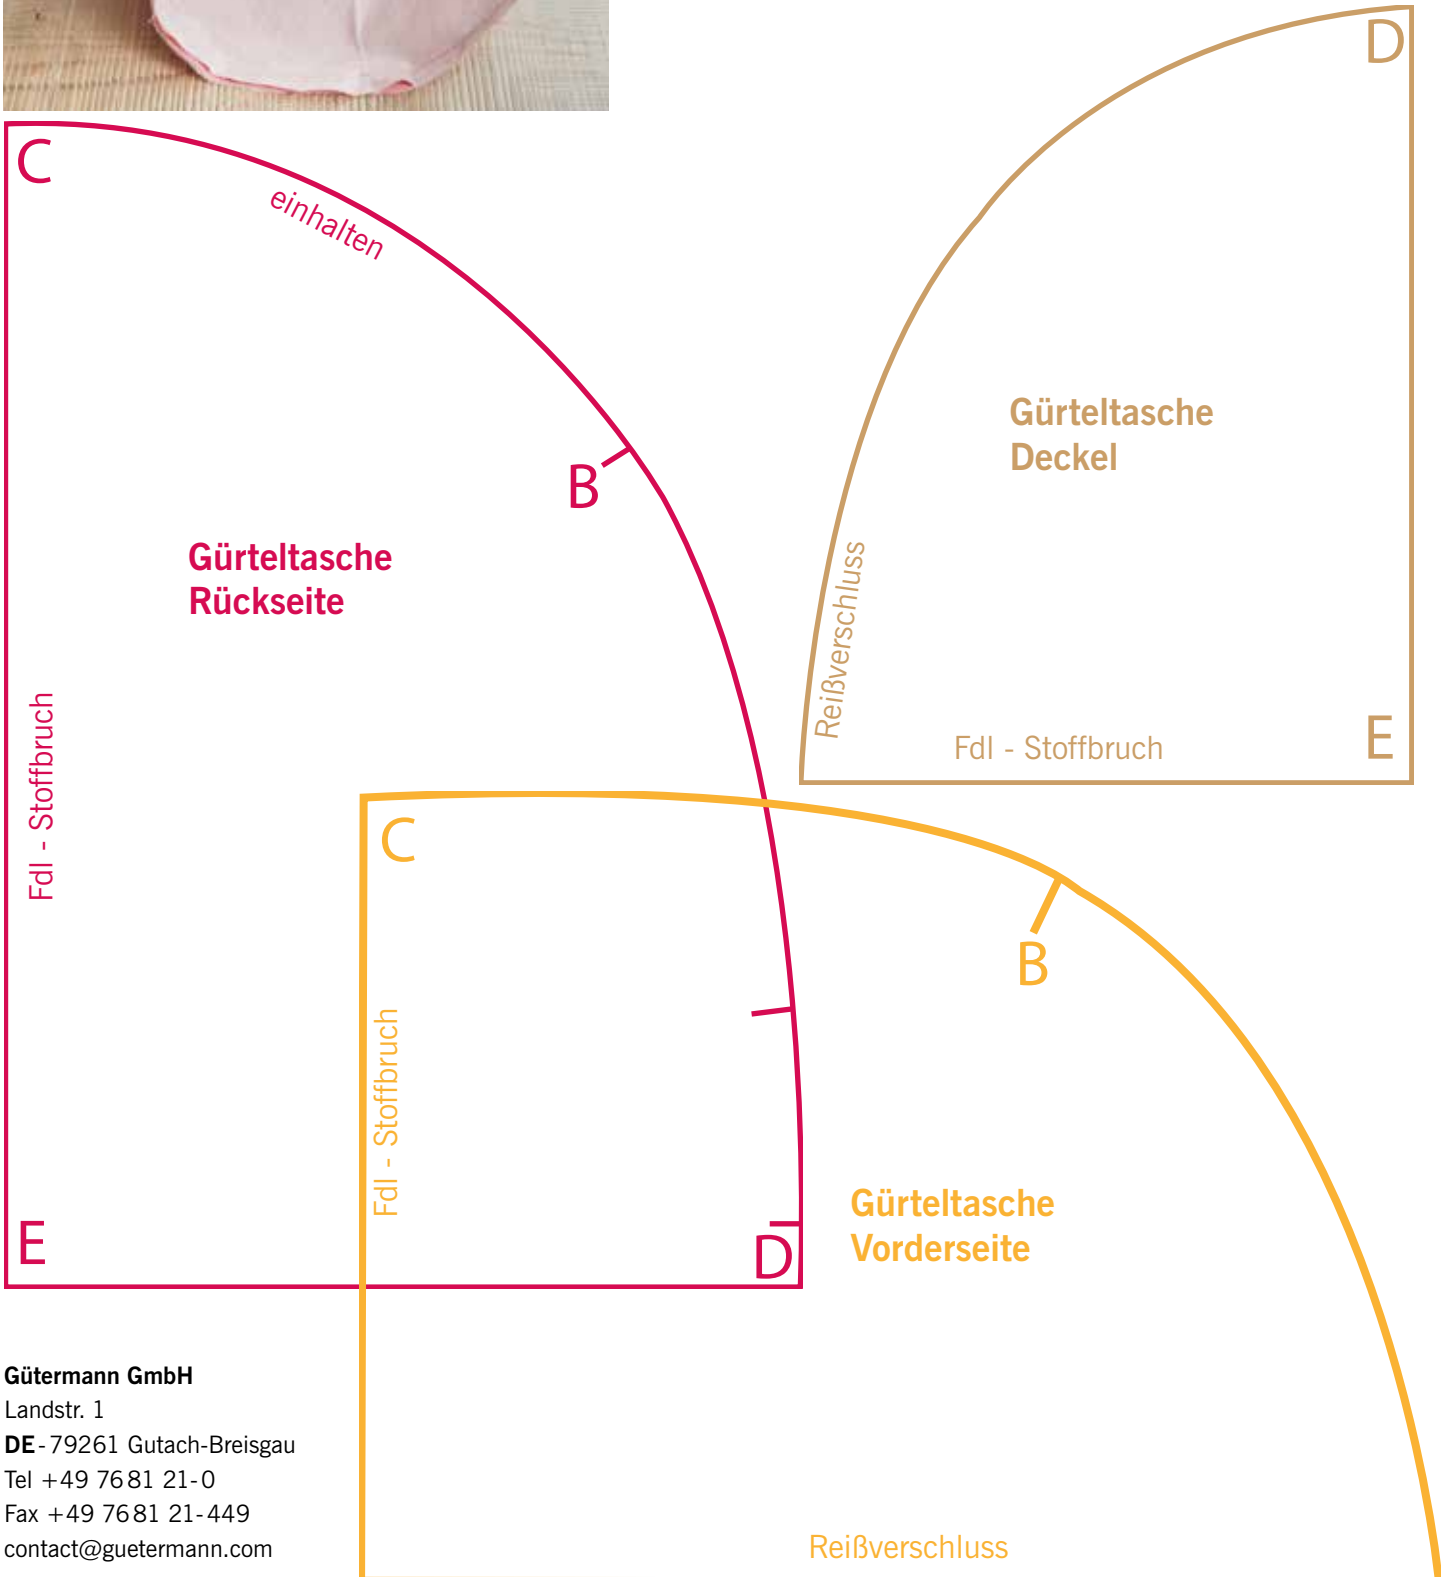 C
einhalten
B
Gürteltasche
Rückseite
Fdl - Stoffbruch
E
D
D
Gürteltasche
Deckel
Reißverschluss
Fdl - Stoffbruch
E
C
B
Fdl - Stoffbruch
Gürteltasche
Vorderseite
Reißverschluss
Gütermann GmbH
Landstr. 1
DE-79261 Gutach-Breisgau
Tel +49 7681 21-0
Fax +49 7681 21-449
contact@guetermann.com